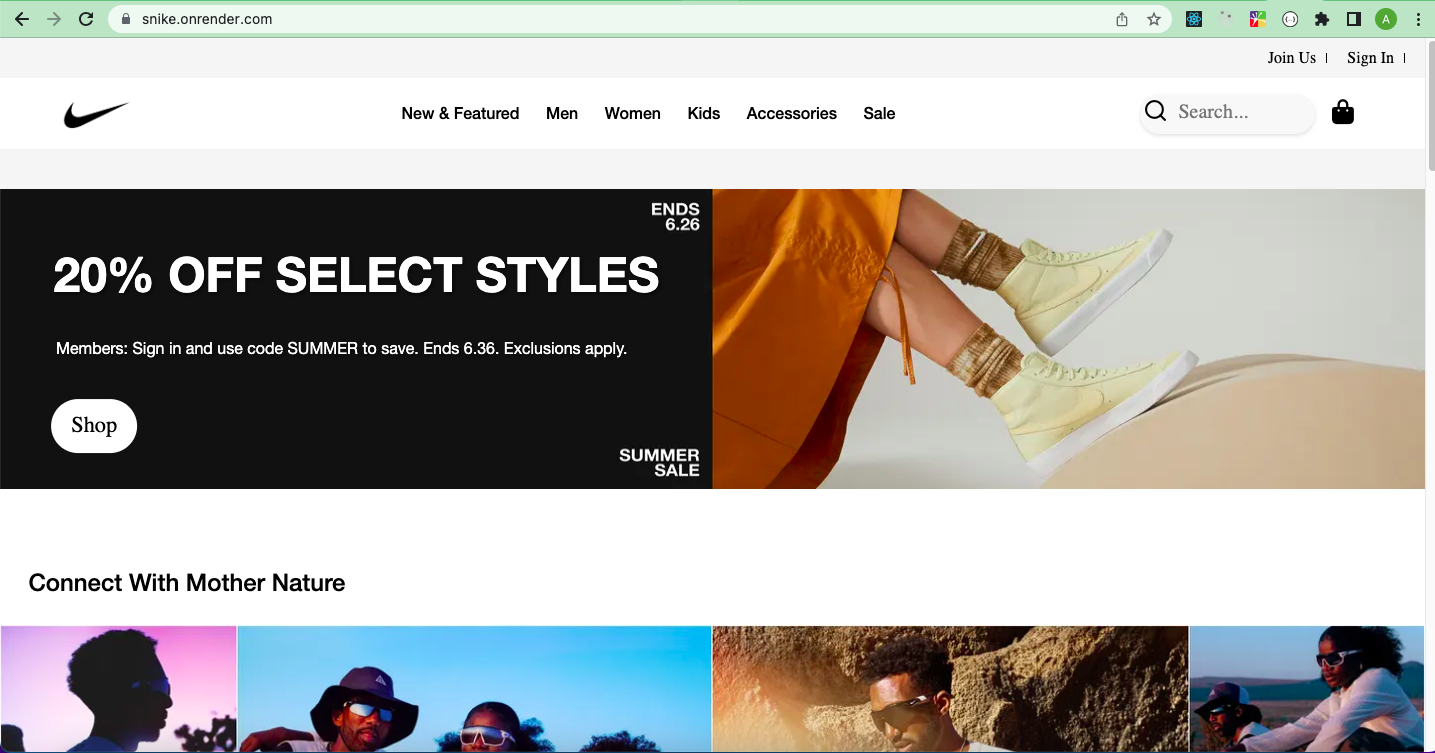 snike.onrender.com
A
Join Us
Sign In
New & Featured Men Women Kids Accessories Sale
Search...
ENDS
6.26
20% OFF SELECT STYLES
Members: Sign in and use code SUMMER to save. Ends 6.36. Exclusions apply.
Shop
SUMMER
SALE
Connect With Mother Nature